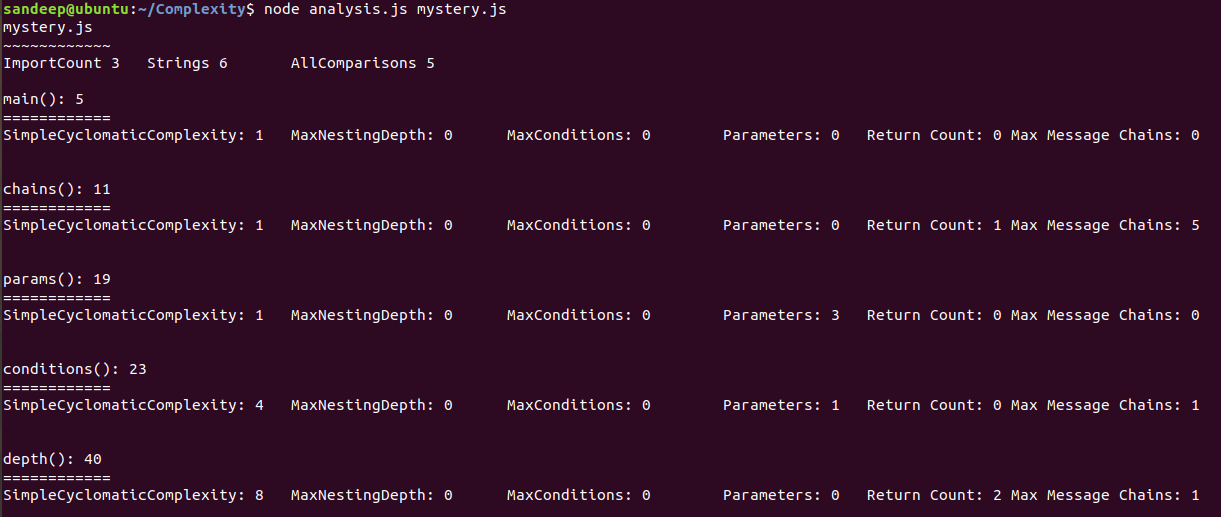 sandeep@ubuntu:~/Complexity$ node analysis.js mystery.js
mystery.js
~~~~~~~~~~~~
ImportCount 3   Strings 6       AllComparisons 5
main(): 5
============
SimpleCyclomaticComplexity: 1   MaxNestingDepth: 0      MaxConditions: 0        Parameters: 0   Return Count: 0 Max Message Chains: 0
chains(): 11
============
SimpleCyclomaticComplexity: 1   MaxNestingDepth: 0      MaxConditions: 0        Parameters: 0   Return Count: 1 Max Message Chains: 5
params(): 19
============
SimpleCyclomaticComplexity: 1   MaxNestingDepth: 0      MaxConditions: 0        Parameters: 3   Return Count: 0 Max Message Chains: 0
conditions(): 23
============
SimpleCyclomaticComplexity: 4   MaxNestingDepth: 0      MaxConditions: 0        Parameters: 1   Return Count: 0 Max Message Chains: 1
depth(): 40
============
SimpleCyclomaticComplexity: 8   MaxNestingDepth: 0      MaxConditions: 0        Parameters: 0   Return Count: 2 Max Message Chains: 1